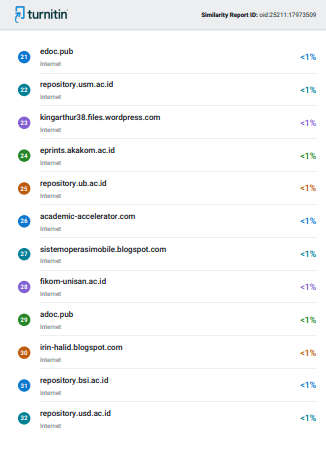 turnitin
Similarity Report ID: oid:25211:17973509
21 edoc.pub <1%
Internet
22 repository.usm.ac.id <1%
Internet
23 kingarthur38.files.wordpress.com <1%
Internet
24 eprints.akakom.ac.id <1%
Internet
25 repository.ub.ac.id <1%
Internet
26 academic-accelerator.com <1%
Internet
27 sistemoperasimobile.blogspot.com <1%
Internet
28 fikom-unisan.ac.id <1%
Internet
29 adoc.pub <1%
Internet
30 irin-halid.blogspot.com <1%
Internet
31 repository.bsi.ac.id <1%
Internet
32 repository.usd.ac.id <1%
Internet